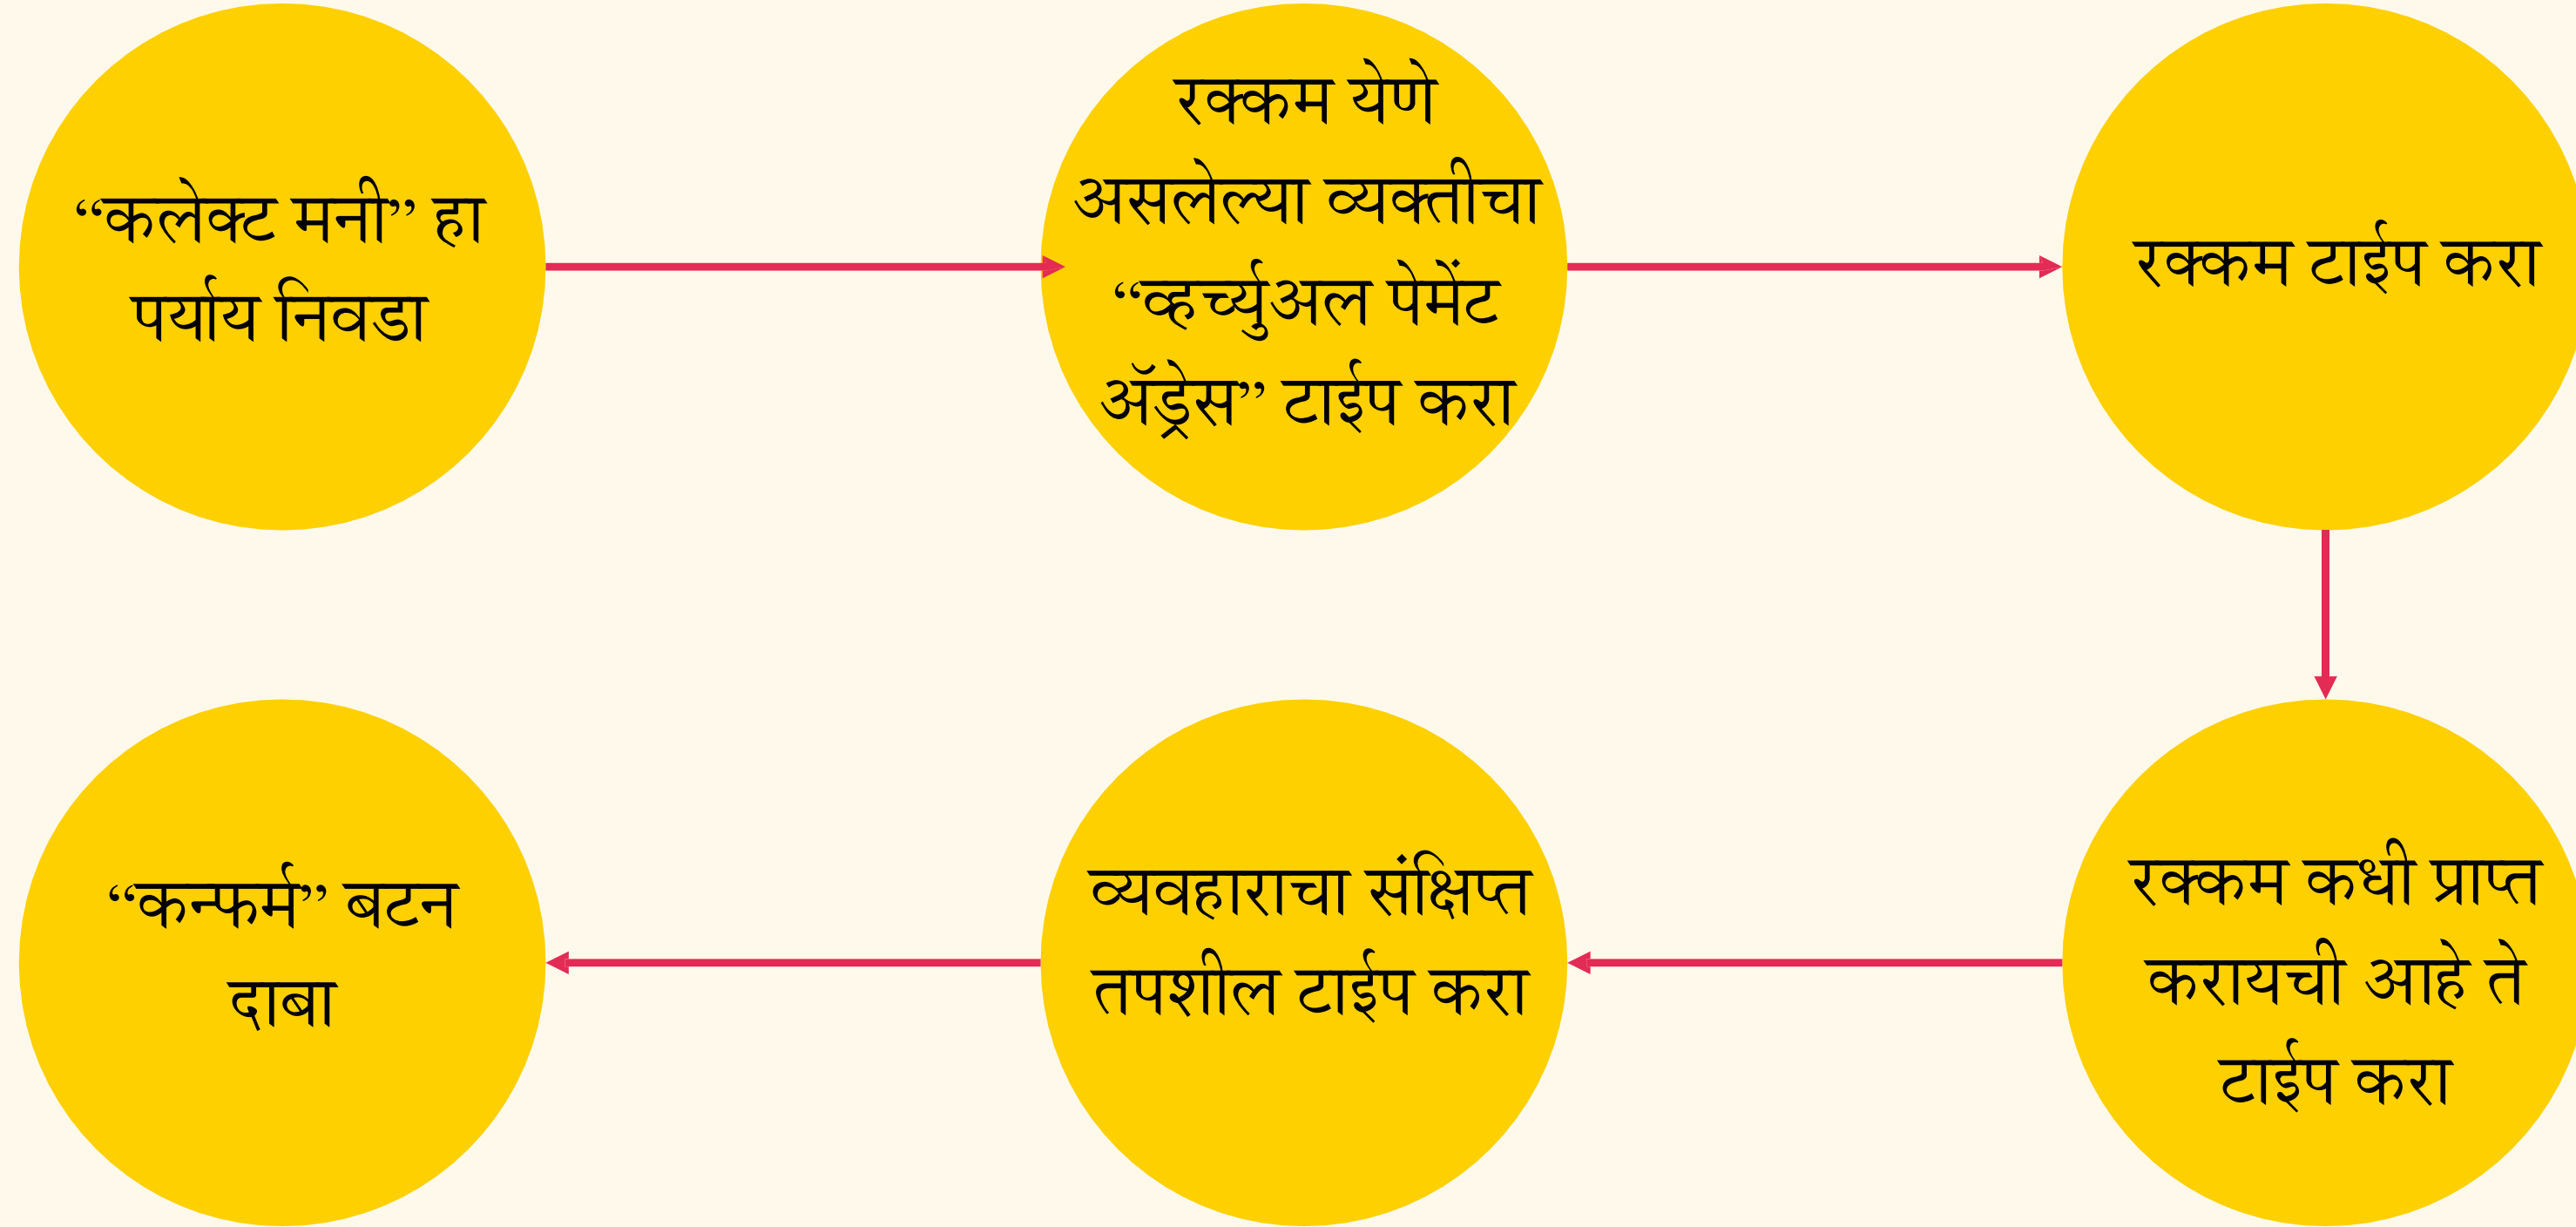 “कलेक्ट मनी” हा
पर्याय निवडा
रक्कम येणे
असलेल्या व्यक्तीचा
“व्हर्च्युअल पेमेंट
ॲड्रेस” टाईप करा
रक्कम टाईप करा
रक्कम कधी प्राप्त
करायची आहे ते
टाईप करा
व्यवहाराचा संक्षिप्त
तपशील टाईप करा
“कन्फर्म” बटन
दाबा